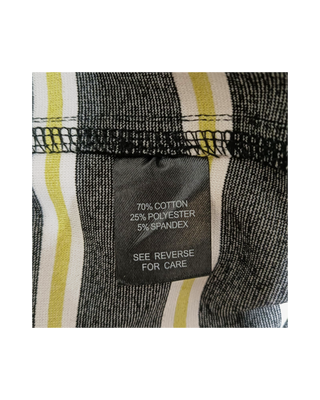 70% COTTON
25% POLYESTER
5% SPANDEX
SEE REVERSE
FOR CARE